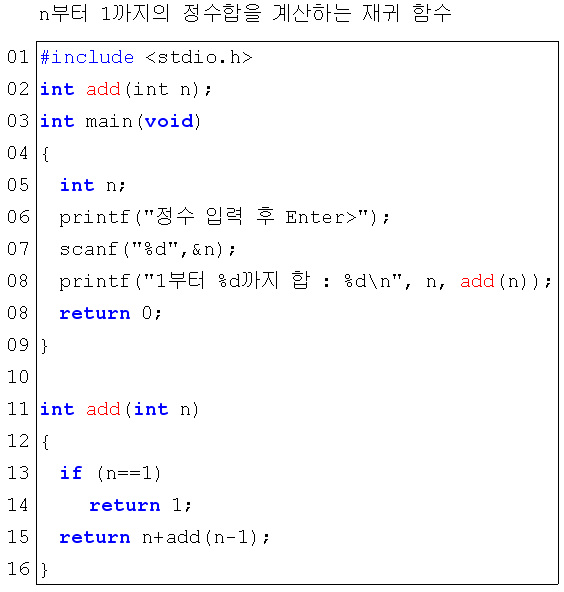 n부터 1까지의 정수합을 계산하는 재귀 함수
01 #include <stdio.h>
02 int add(int n);
03 int main(void)
04 {
05 int n;
06 printf("정수 입력 후 Enter>");
07 scanf("%d",&n);
08 printf("1부터 %d까지 합 : %d\n", n, add(n));
08 return 0;
09 }
10
11 int add(int n)
12 {
13 if (n==1)
14 return 1;
15 return n+add(n-1);
16 }